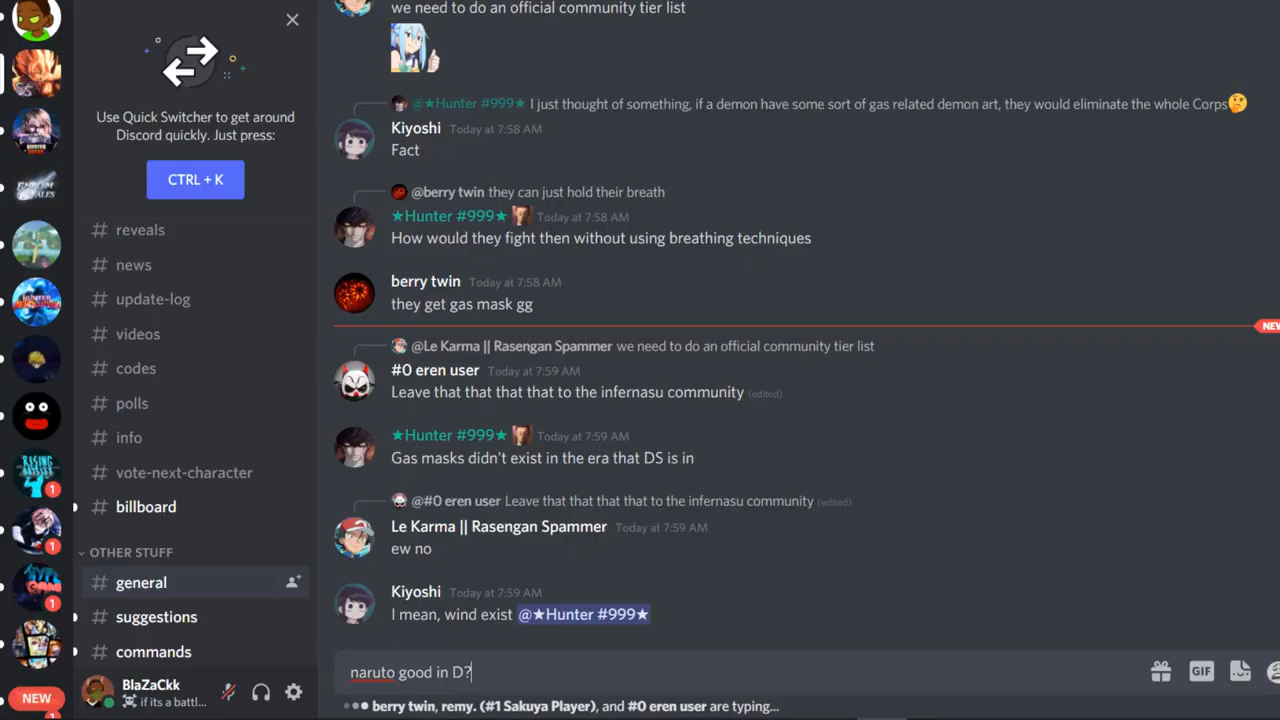 we need to do an official community tier list
Use Quick Switcher to get around
Discord quickly. Just press:
CTRL + K
# reveals
# news
# update-log
# videos
# codes
# polls
# info
# vote-next-character
# billboard
OTHER STUFF
# general
# suggestions
# commands
BlaZaCkk
if its a battl...
NEW
1
1
1
1
RISING
@★Hunter #999★ I just thought of something, if a demon have some sort of gas related demon art, they would eliminate the whole Corps🤔
Kiyoshi Today at 7:58 AM
Fact
@berry twin they can just hold their breath
★Hunter #999★ Today at 7:58 AM
How would they fight then without using breathing techniques
berry twin Today at 7:58 AM
they get gas mask gg
NEW
@Le Karma || Rasengan Spammer we need to do an official community tier list
#0 eren user Today at 7:59 AM
Leave that that that that to the infernasu community (edited)
★Hunter #999★ Today at 7:59 AM
Gas masks didn't exist in the era that DS is in
@#0 eren user Leave that that that that to the infernasu community (edited)
Le Karma || Rasengan Spammer Today at 7:59 AM
ew no
Kiyoshi Today at 7:59 AM
I mean, wind exist @★Hunter #999★
naruto good in D?
GIF
berry twin, remy. (#1 Sakuya Player), and #0 eren user are typing...